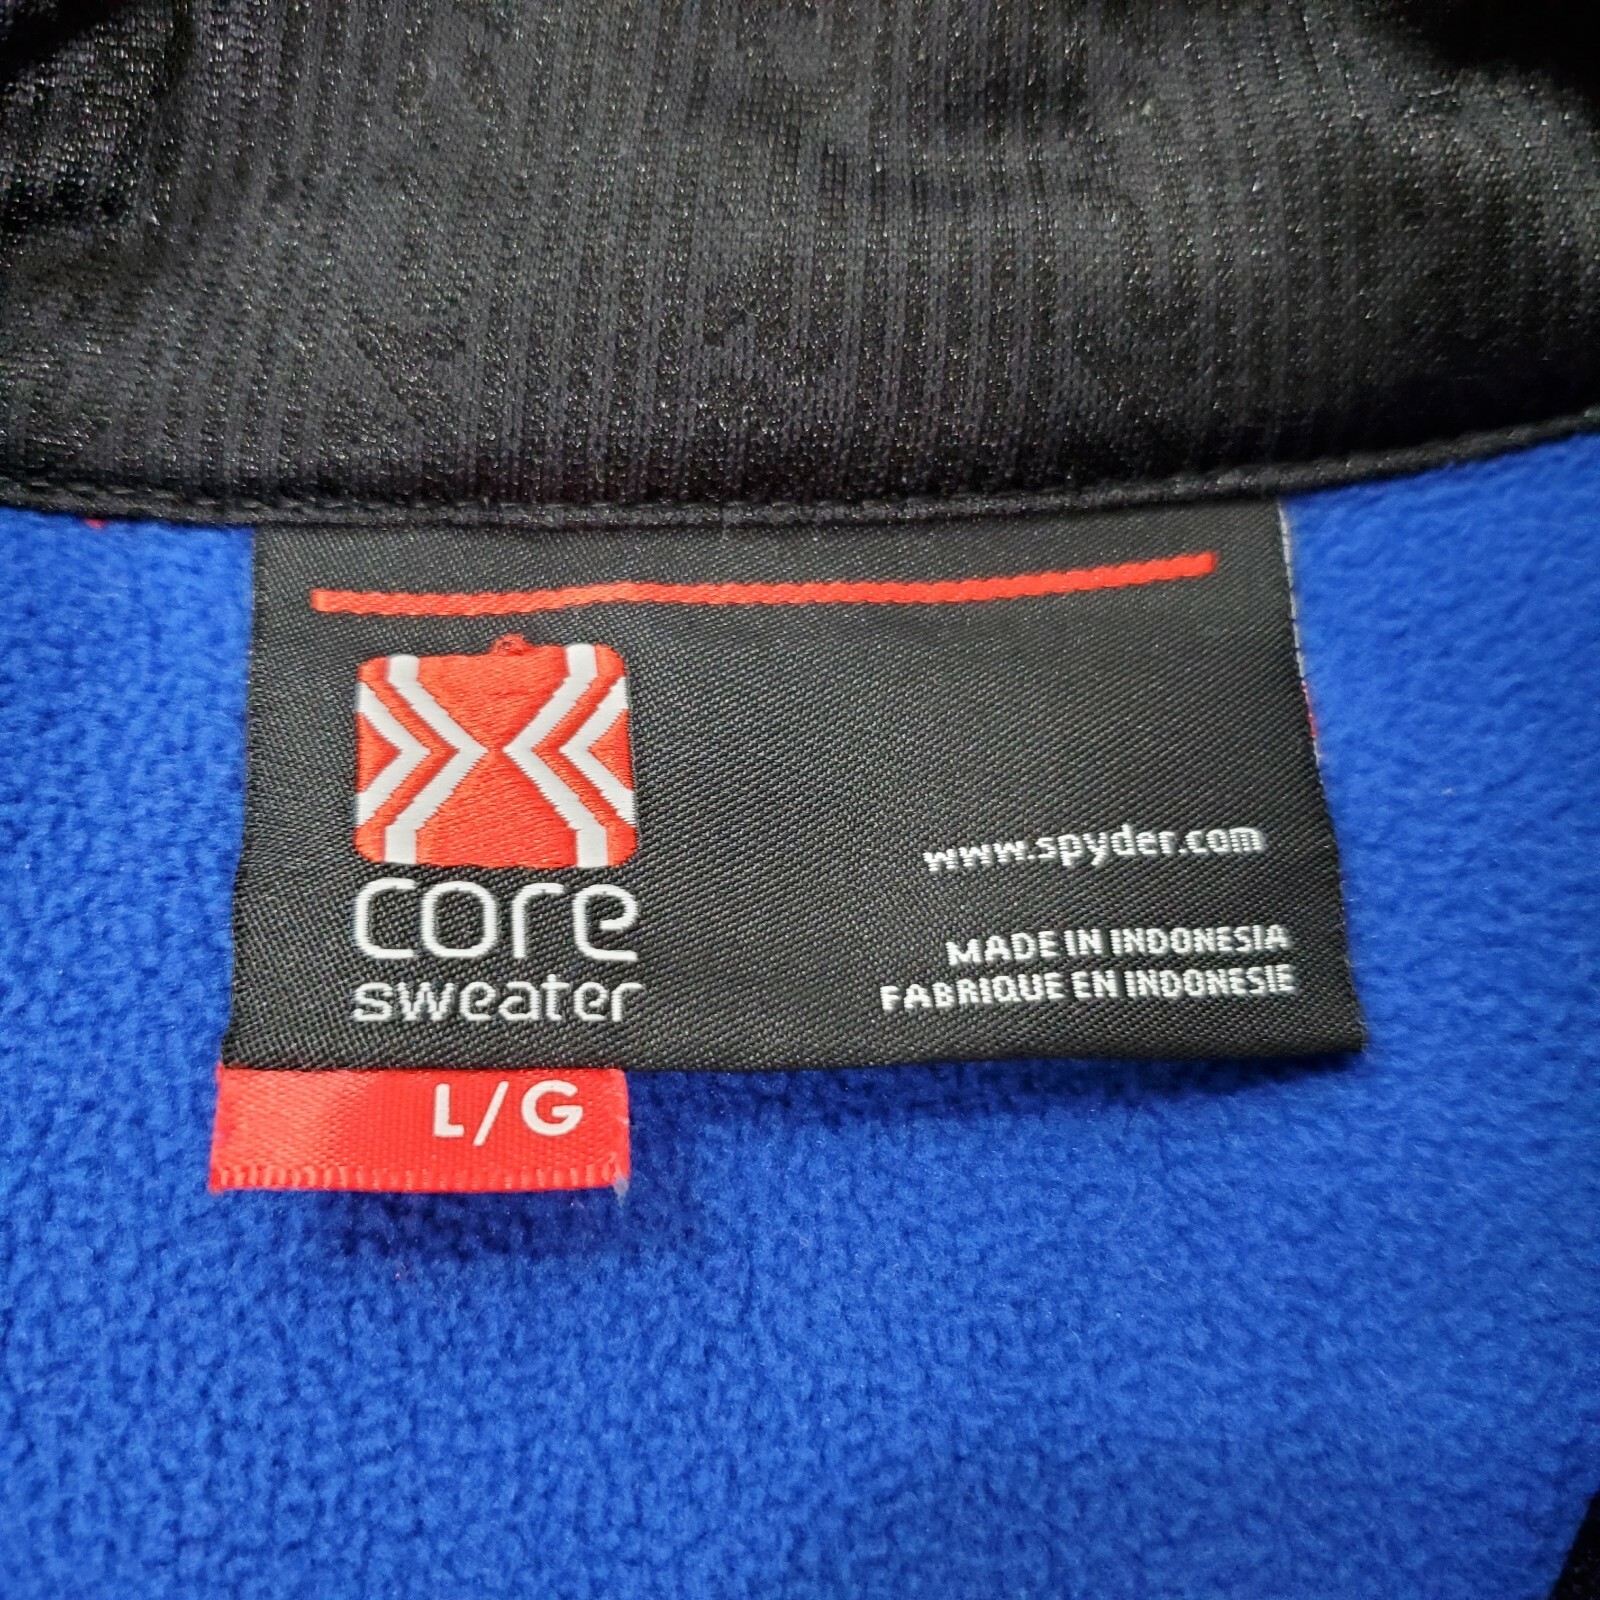 core
sweater
www.spyder.com
MADE IN INDONESIA
FABRIQUE EN INDONESIE
L/G